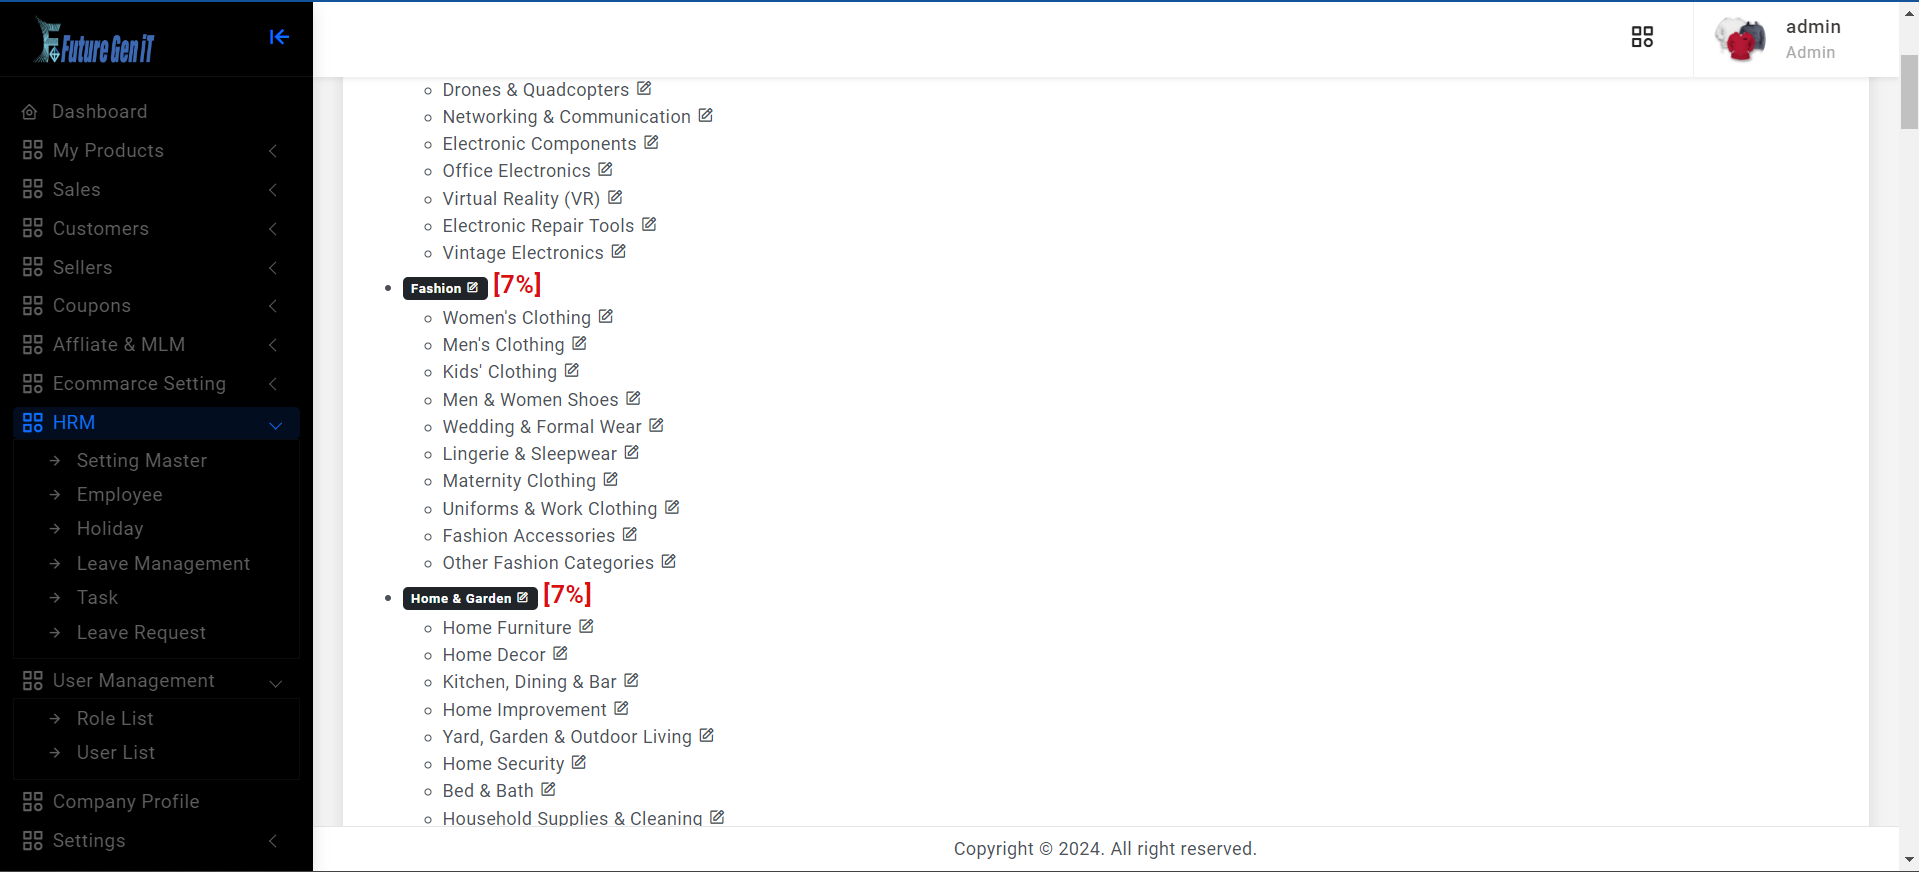 Future Gen iT
Dashboard
My Products
Sales
Customers
Sellers
Coupons
Affliate & MLM
Ecommarce Setting
HRM
Setting Master
Employee
Holiday
Leave Management
Task
Leave Request
User Management
Role List
User List
Company Profile
Settings
admin
Admin
Drones & Quadcopters
Networking & Communication
Electronic Components
Office Electronics
Virtual Reality (VR)
Electronic Repair Tools
Vintage Electronics
Fashion [7%]
Women's Clothing
Men's Clothing
Kids' Clothing
Men & Women Shoes
Wedding & Formal Wear
Lingerie & Sleepwear
Maternity Clothing
Uniforms & Work Clothing
Fashion Accessories
Other Fashion Categories
Home & Garden [7%]
Home Furniture
Home Decor
Kitchen, Dining & Bar
Home Improvement
Yard, Garden & Outdoor Living
Home Security
Bed & Bath
Household Supplies & Cleaning
Copyright © 2024. All right reserved.